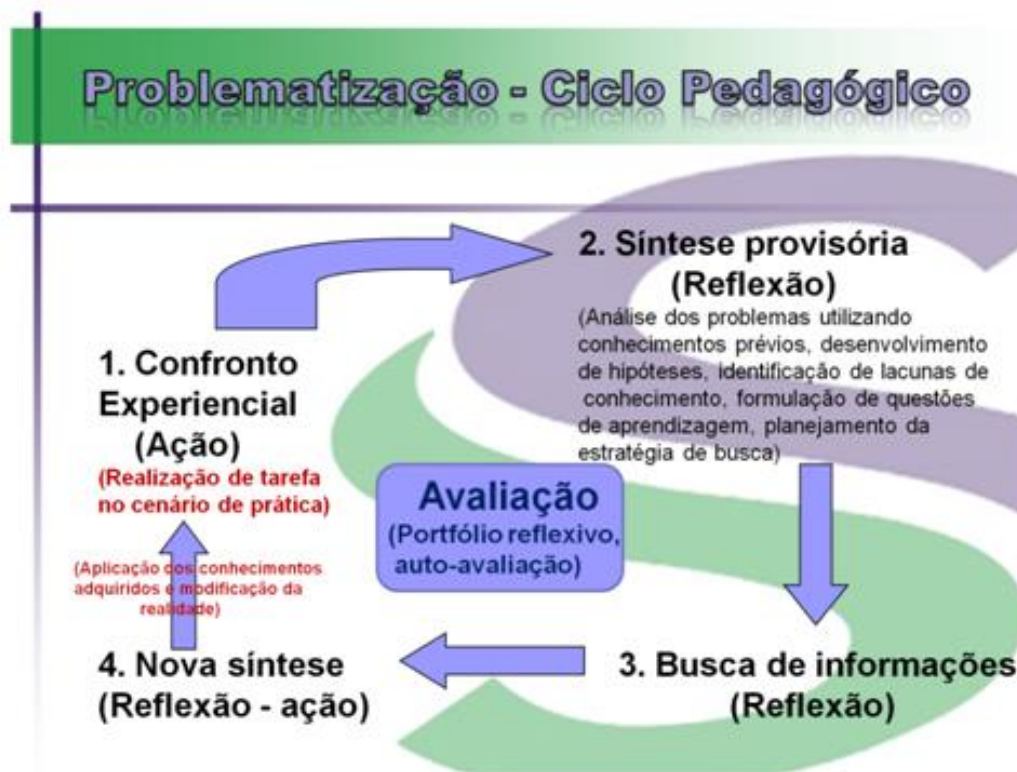 Problematização - Ciclo Pedagógico
1. Confronto
Experiencial
(Ação)
(Realização de tarefa
no cenário de prática)
2. Síntese provisória
(Reflexão)
(Análise dos problemas utilizando
conhecimentos prévios, desenvolvimento
de hipóteses, identificação de lacunas de
conhecimento, formulação de questões
de aprendizagem, planejamento da
estratégia de busca)
Avaliação
(Portfólio reflexivo,
auto-avaliação)
3. Busca de informações
(Reflexão)
4. Nova síntese
(Reflexão - ação)
(Aplicação dos conhecimentos
adquiridos e modificação da
realidade)